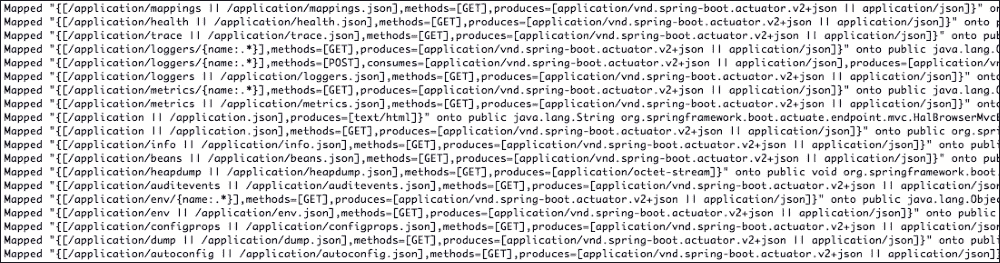 Mapped "{[/application/mappings || /application/mappings.json],methods=[GET],produces=[application/vnd.spring-boot.actuator.v2+json || application/json]}" o
Mapped "{[/application/health || /application/health.json],methods=[GET],produces=[application/vnd.spring-boot.actuator.v2+json || application/json]}" onto p
Mapped "{[/application/trace || /application/trace.json],methods=[GET],produces=[application/vnd.spring-boot.actuator.v2+json || application/json]}" onto pub
Mapped "{[/application/loggers/{name:.*}],methods=[GET],produces=[application/vnd.spring-boot.actuator.v2+json || application/json]}" onto public java.lang.O
Mapped "{[/application/loggers/{name:.*}],methods=[POST],consumes=[application/vnd.spring-boot.actuator.v2+json || application/json],produces=[application/v
Mapped "{[/application/loggers || /application/loggers.json],methods=[GET],produces=[application/vnd.spring-boot.actuator.v2+json || application/json]}" ont
Mapped "{[/application/metrics/{name:.*}],methods=[GET],produces=[application/vnd.spring-boot.actuator.v2+json || application/json]}" onto public java.lang.O
Mapped "{[/application/metrics || /application/metrics.json],methods=[GET],produces=[application/vnd.spring-boot.actuator.v2+json || application/json]}" ont
Mapped "{[/application || /application.json],produces=[text/html]}" onto public java.lang.String org.springframework.boot.actuate.endpoint.mvc.HalBrowserMvcE
Mapped "{[/application || /application.json],methods=[GET],produces=[application/vnd.spring-boot.actuator.v2+json || application/json]}" onto public org.spr
Mapped "{[/application/info || /application/info.json],methods=[GET],produces=[application/vnd.spring-boot.actuator.v2+json || application/json]}" onto publ
Mapped "{[/application/beans || /application/beans.json],methods=[GET],produces=[application/vnd.spring-boot.actuator.v2+json || application/json]}" onto pub
Mapped "{[/application/heapdump || /application/heapdump.json],methods=[GET],produces=[application/octet-stream]}" onto public void org.springframework.boot.
Mapped "{[/application/auditevents || /application/auditevents.json],methods=[GET],produces=[application/vnd.spring-boot.actuator.v2+json || application/json
Mapped "{[/application/env/{name:.*}],methods=[GET],produces=[application/vnd.spring-boot.actuator.v2+json || application/json]}" onto public java.lang.Objec
Mapped "{[/application/env || /application/env.json],methods=[GET],produces=[application/vnd.spring-boot.actuator.v2+json || application/json]}" onto public
Mapped "{[/application/configprops || /application/configprops.json],methods=[GET],produces=[application/vnd.spring-boot.actuator.v2+json || application/json
Mapped "{[/application/dump || /application/dump.json],methods=[GET],produces=[application/vnd.spring-boot.actuator.v2+json || application/json]}" onto publ
Mapped "{[/application/autoconfig || /application/autoconfig.json],methods=[GET],produces=[application/vnd.spring-boot.actuator.v2+json || application/json]